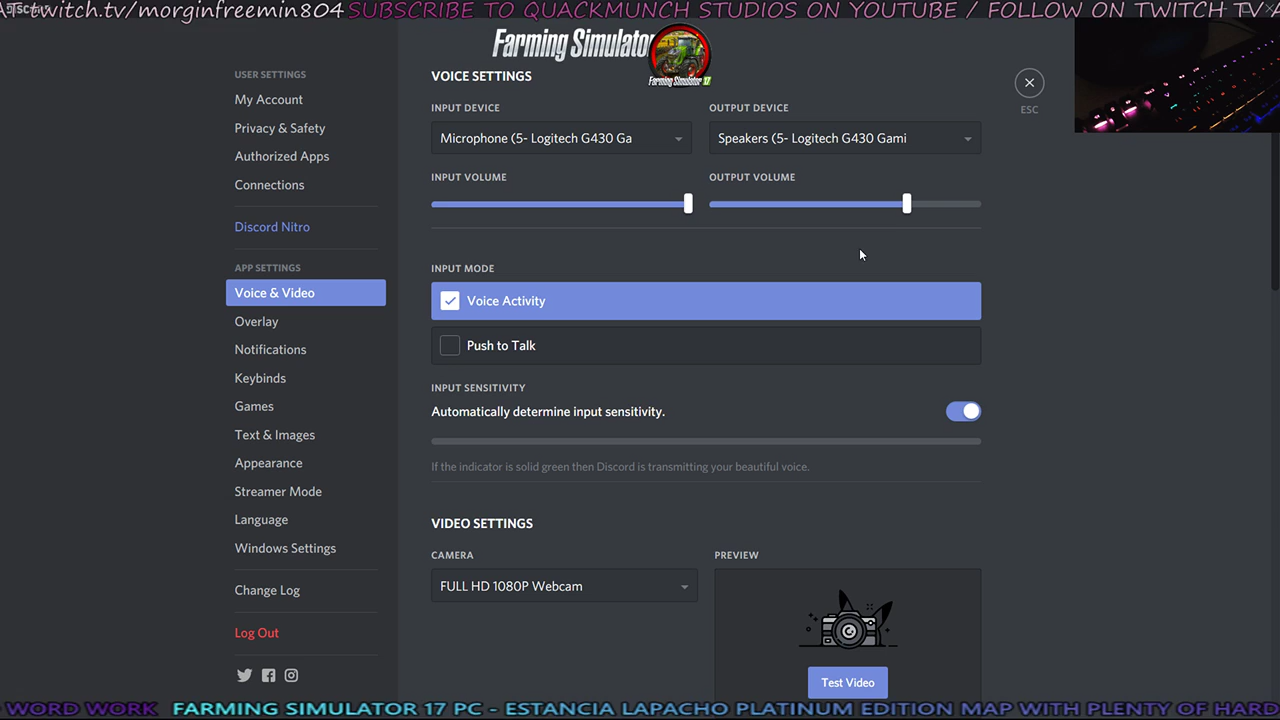 twitch.tv/morginfreemin804 SUBSCRIBE TO QUACKMUNCH STUDIOS ON YOUTUBE / FOLLOW ON TWITCH TV
Farming Simulator
Farming Simulator 17
USER SETTINGS
My Account
Privacy & Safety
Authorized Apps
Connections
Discord Nitro
APP SETTINGS
Voice & Video
Overlay
Notifications
Keybinds
Games
Text & Images
Appearance
Streamer Mode
Language
Windows Settings
Change Log
Log Out
VOICE SETTINGS
INPUT DEVICE
Microphone (5- Logitech G430 Ga
OUTPUT DEVICE
Speakers (5- Logitech G430 Gami
INPUT VOLUME
OUTPUT VOLUME
INPUT MODE
Voice Activity
Push to Talk
INPUT SENSITIVITY
Automatically determine input sensitivity.
If the indicator is solid green then Discord is transmitting your beautiful voice.
VIDEO SETTINGS
CAMERA
FULL HD 1080P Webcam
PREVIEW
Test Video
ESC
WORD WORK FARMING SIMULATOR 17 PC - ESTANCIA LAPACHO PLATINUM EDITION MAP WITH PLENTY OF HARD